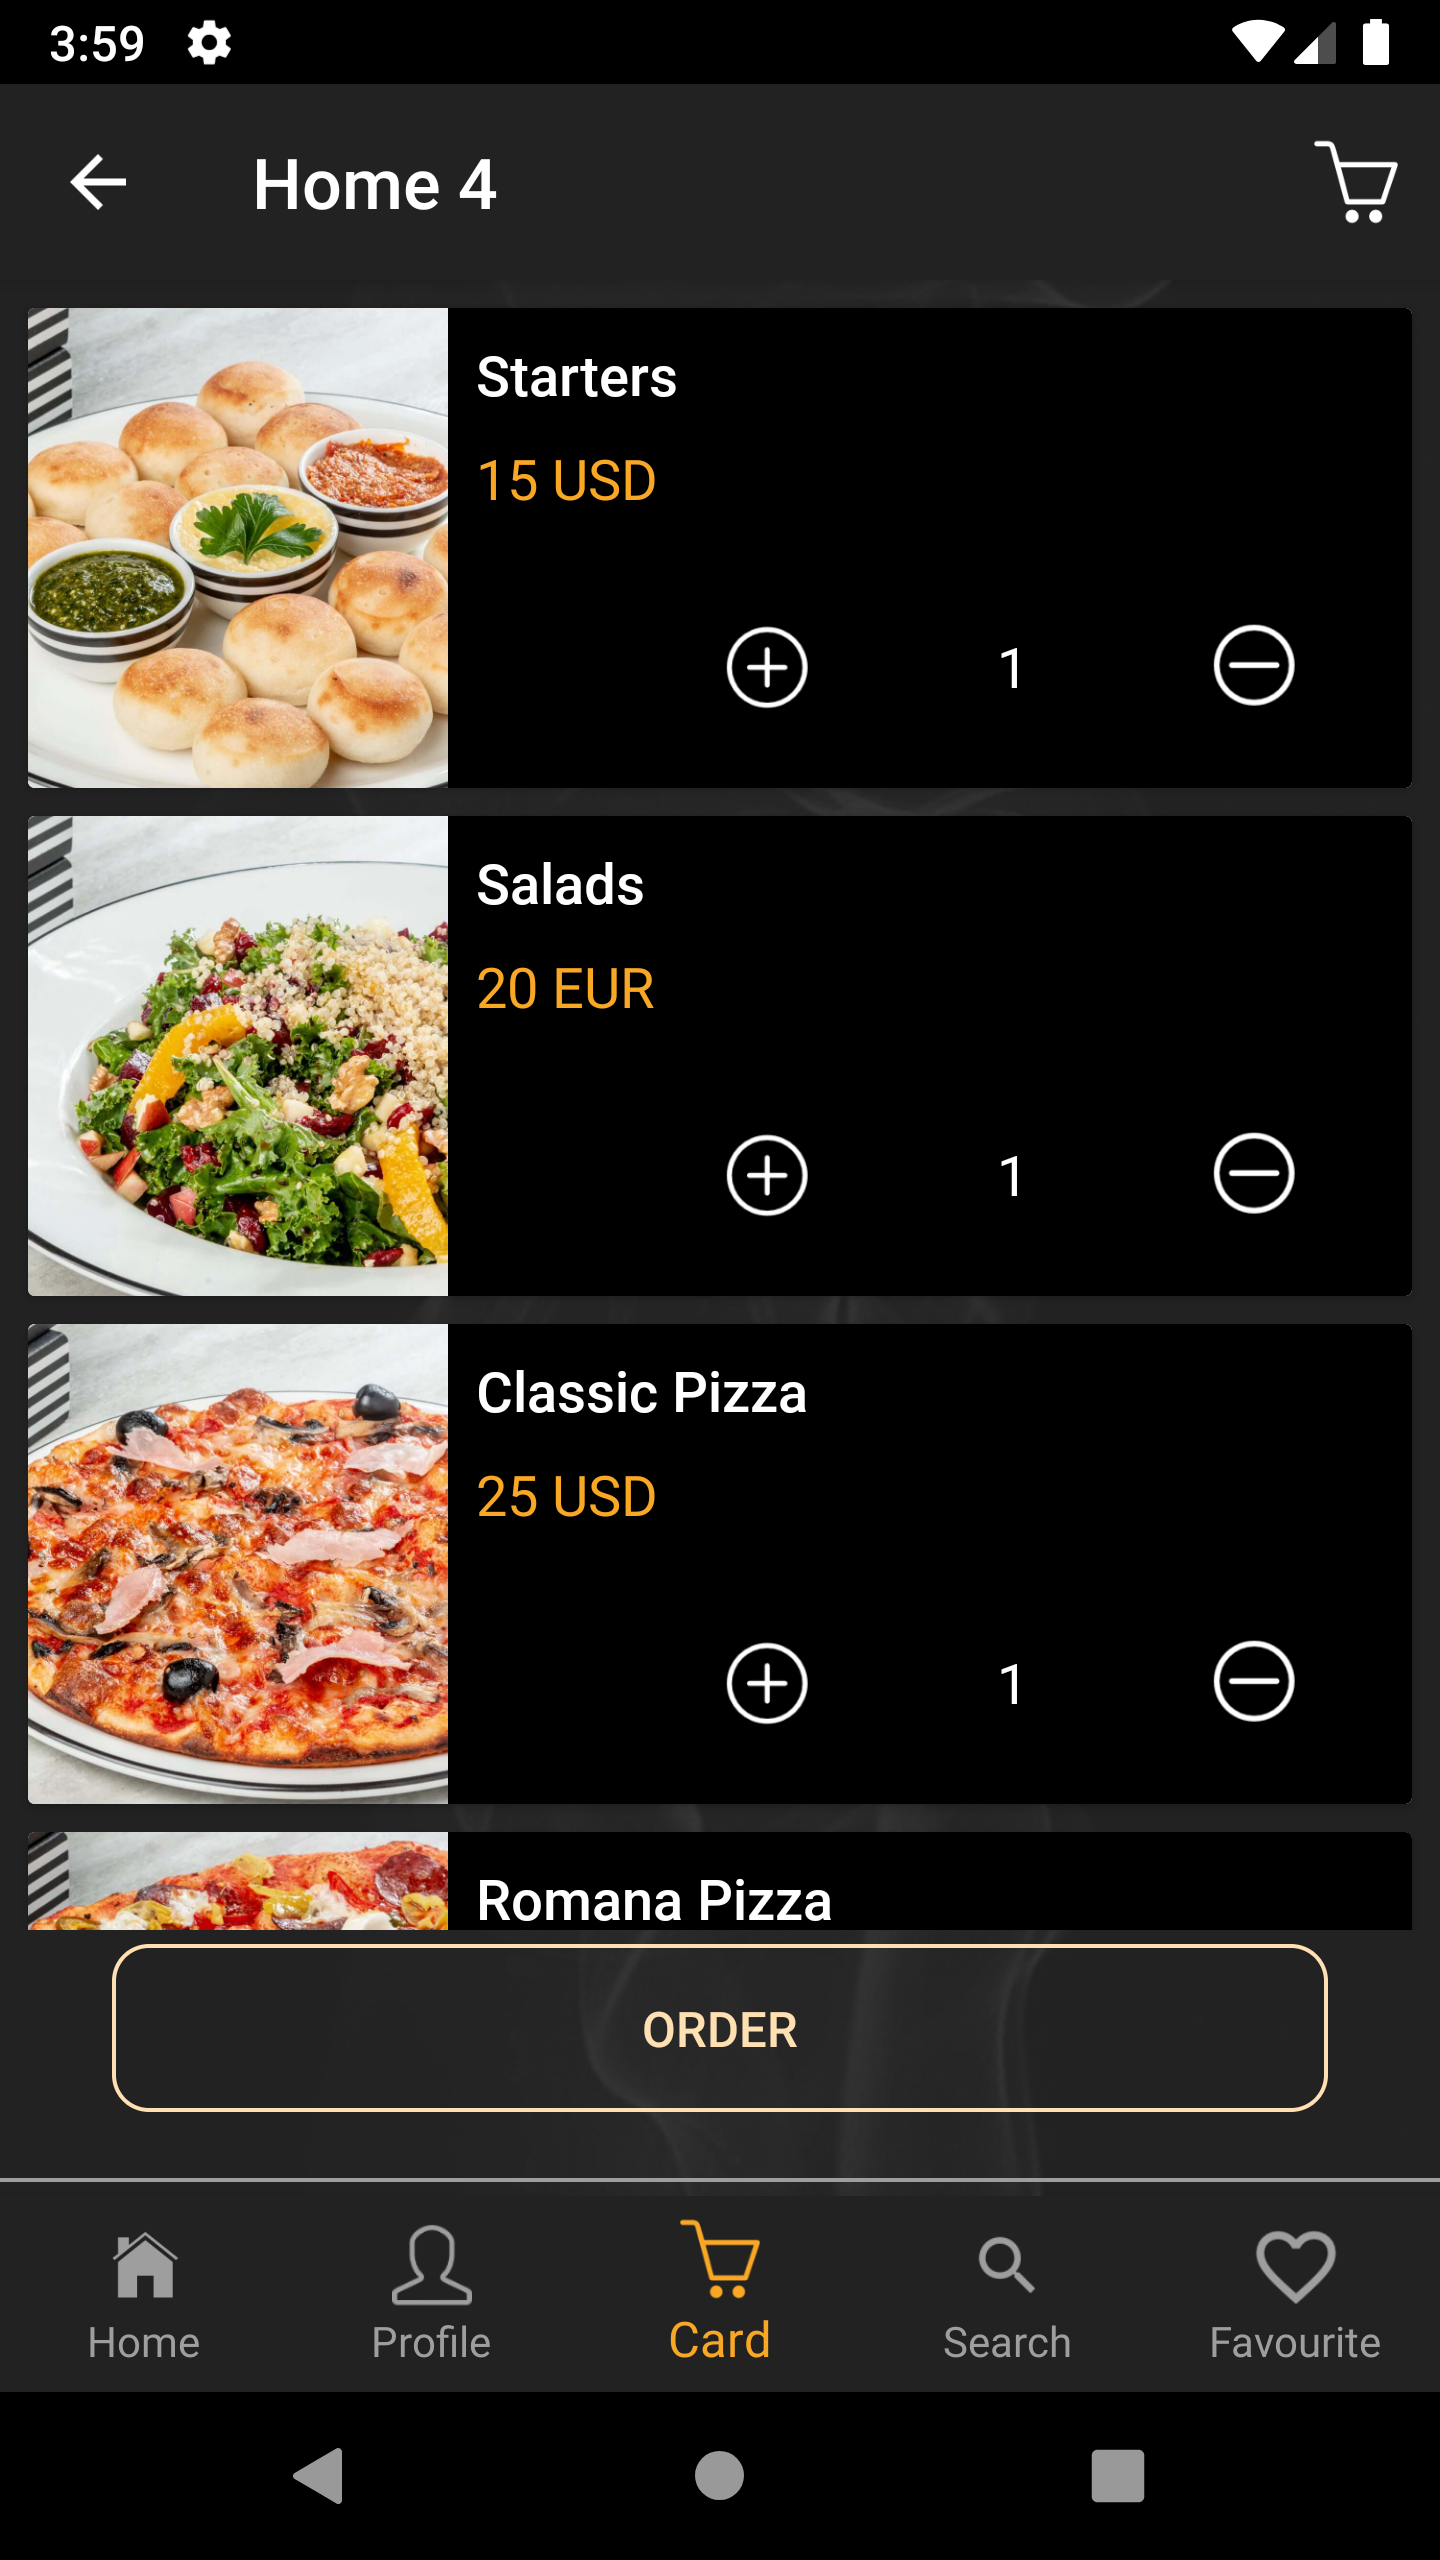 3:59
Home 4
Starters
15 USD
1
Salads
20 EUR
1
Classic Pizza
25 USD
1
Romana Pizza
ORDER
Home
Profile
Card
Search
Favourite